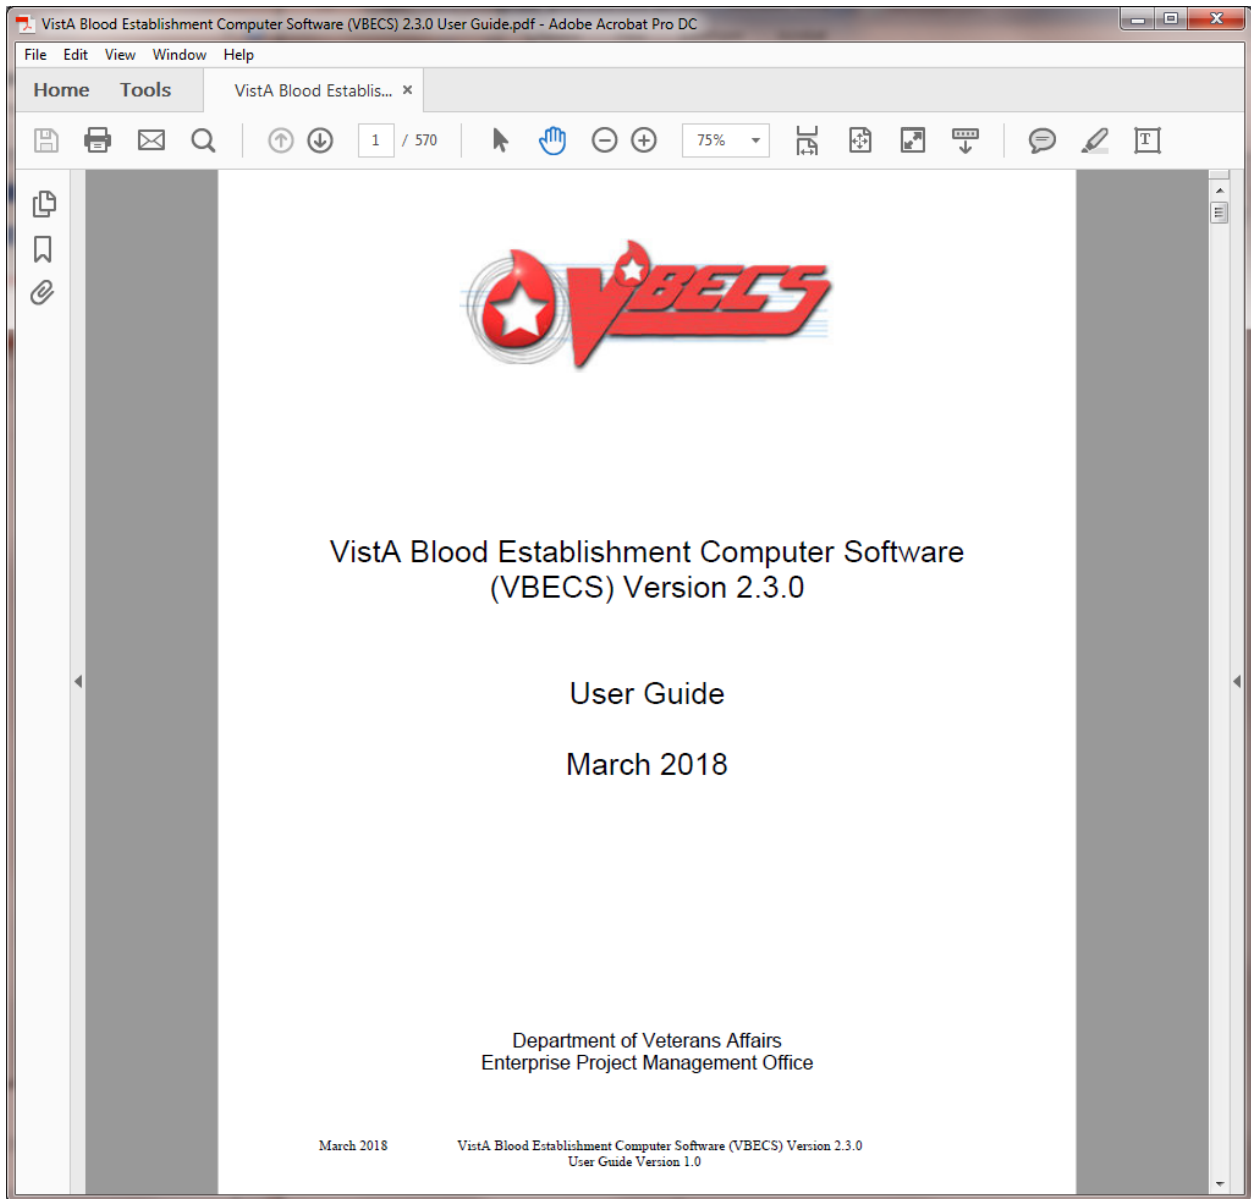 VistA Blood Establishment Computer Software (VBECS) 2.3.0 User Guide.pdf - Adobe Acrobat Pro DC
File Edit View Window Help
Home Tools VistA Blood Establis... ×
1 / 570 75% T
VBECS
VistA Blood Establishment Computer Software
(VBECS) Version 2.3.0
User Guide
March 2018
Department of Veterans Affairs
Enterprise Project Management Office
March 2018 VistA Blood Establishment Computer Software (VBECS) Version 2.3.0
User Guide Version 1.0